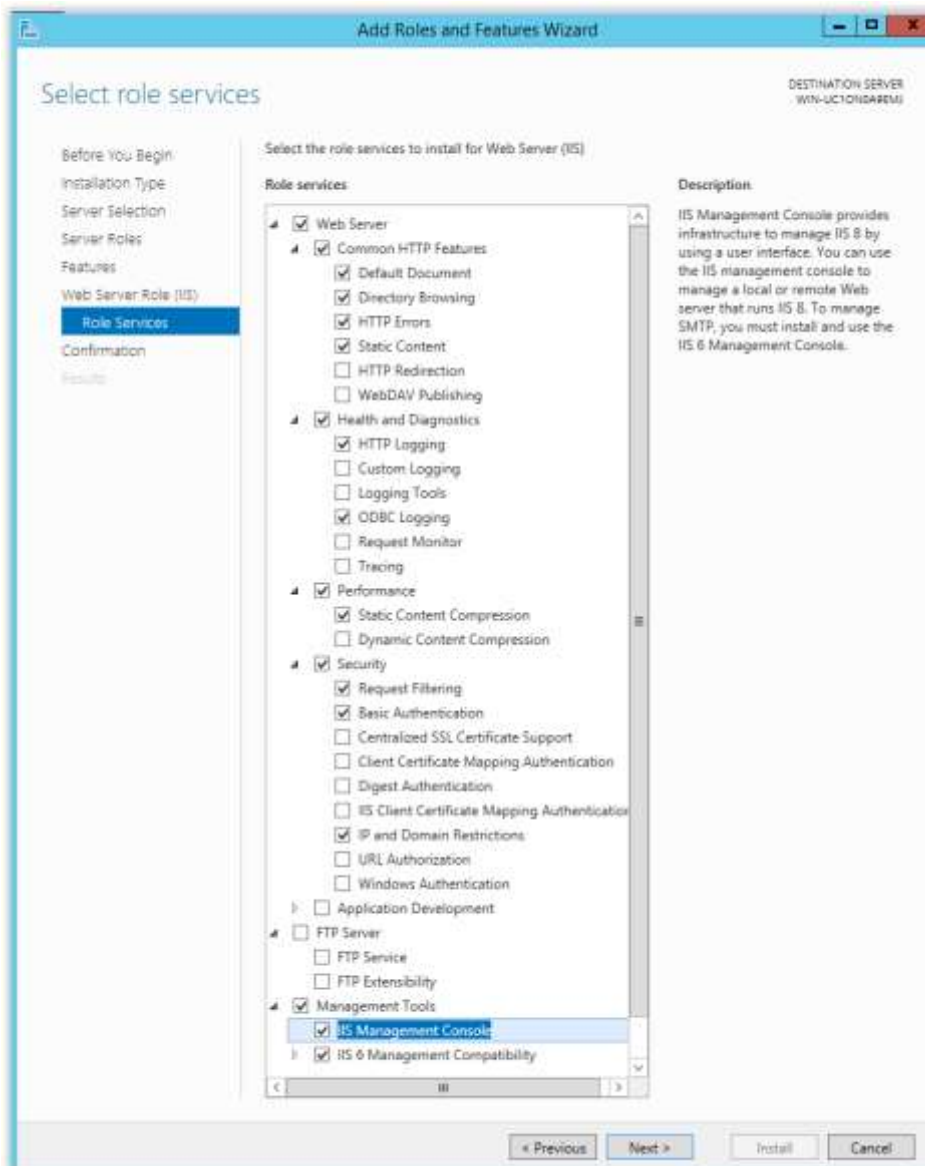 Add Roles and Features Wizard
Select role services
DESTINATION SERVER
Before You Begin
Installation Type
Server Selection
Server Roles
Features
Web Server Role (IIS)
Role Services
Confirmation
Results
Select the role services to install for Web Server (IIS)
Role services
Web Server
Common HTTP Features
Default Document
Directory Browsing
HTTP Errors
Static Content
HTTP Redirection
WebDAV Publishing
Health and Diagnostics
HTTP Logging
Custom Logging
Logging Tools
ODBC Logging
Request Monitor
Tracing
Performance
Static Content Compression
Dynamic Content Compression
Security
Request Filtering
Basic Authentication
Centralized SSL Certificate Support
Client Certificate Mapping Authentication
Digest Authentication
IIS Client Certificate Mapping Authentication
IP and Domain Restrictions
URL Authorization
Windows Authentication
Application Development
FTP Server
FTP Service
FTP Extensibility
Management Tools
IIS Management Console
IIS 6 Management Compatibility
Description
IIS Management Console provides
infrastructure to manage IIS 8 by
using a user interface. You can use
the IIS management console to
manage a local or remote Web
server that runs IIS 8. To manage
SMTP, you must install and use the
IIS 6 Management Console.
< Previous
Next >
Install
Cancel